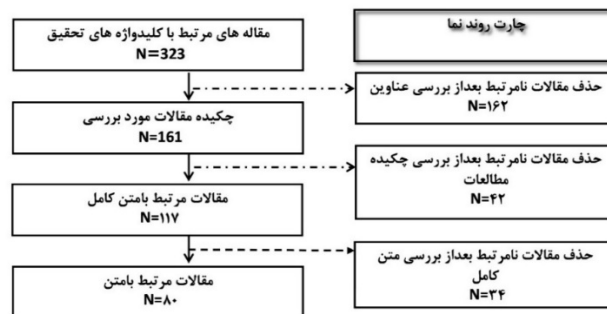 چارت روند نما
مقاله های مرتبط با کلیدواژه های تحقیق
N=323
حذف مقالات نامرتبط بعداز بررسی عناوین
N=۱۶۲
چکیده مقالات مورد بررسی
N=161
حذف مقالات نامرتبط بعداز بررسی چکیده
مطالعات
N=۴۲
مقالات مرتبط بامتن کامل
N=۱۱۷
حذف مقالات نامرتبط بعداز بررسی متن
کامل
N=۳۴
مقالات مرتبط بامتن
N=۸۰